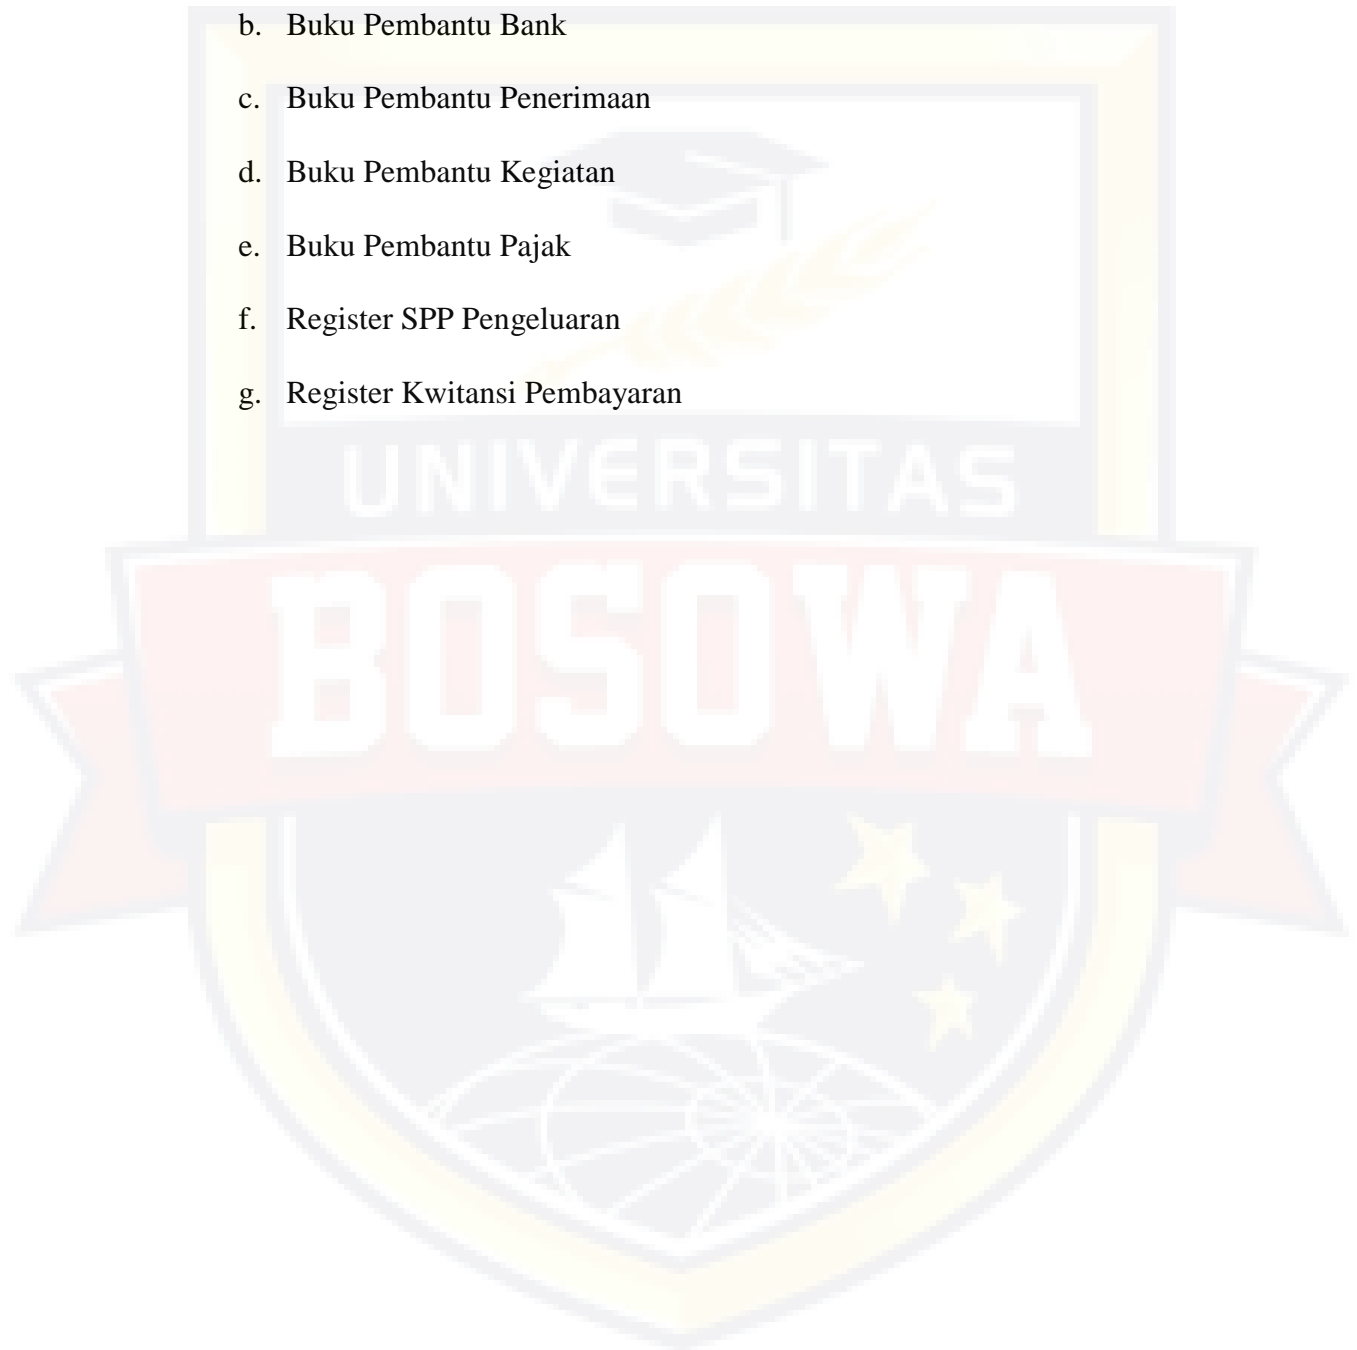 b. Buku Pembantu Bank
c. Buku Pembantu Penerimaan
d. Buku Pembantu Kegiatan
e. Buku Pembantu Pajak
f. Register SPP Pengeluaran
g. Register Kwitansi Pembayaran
UNIVERSITAS
BOSOWA